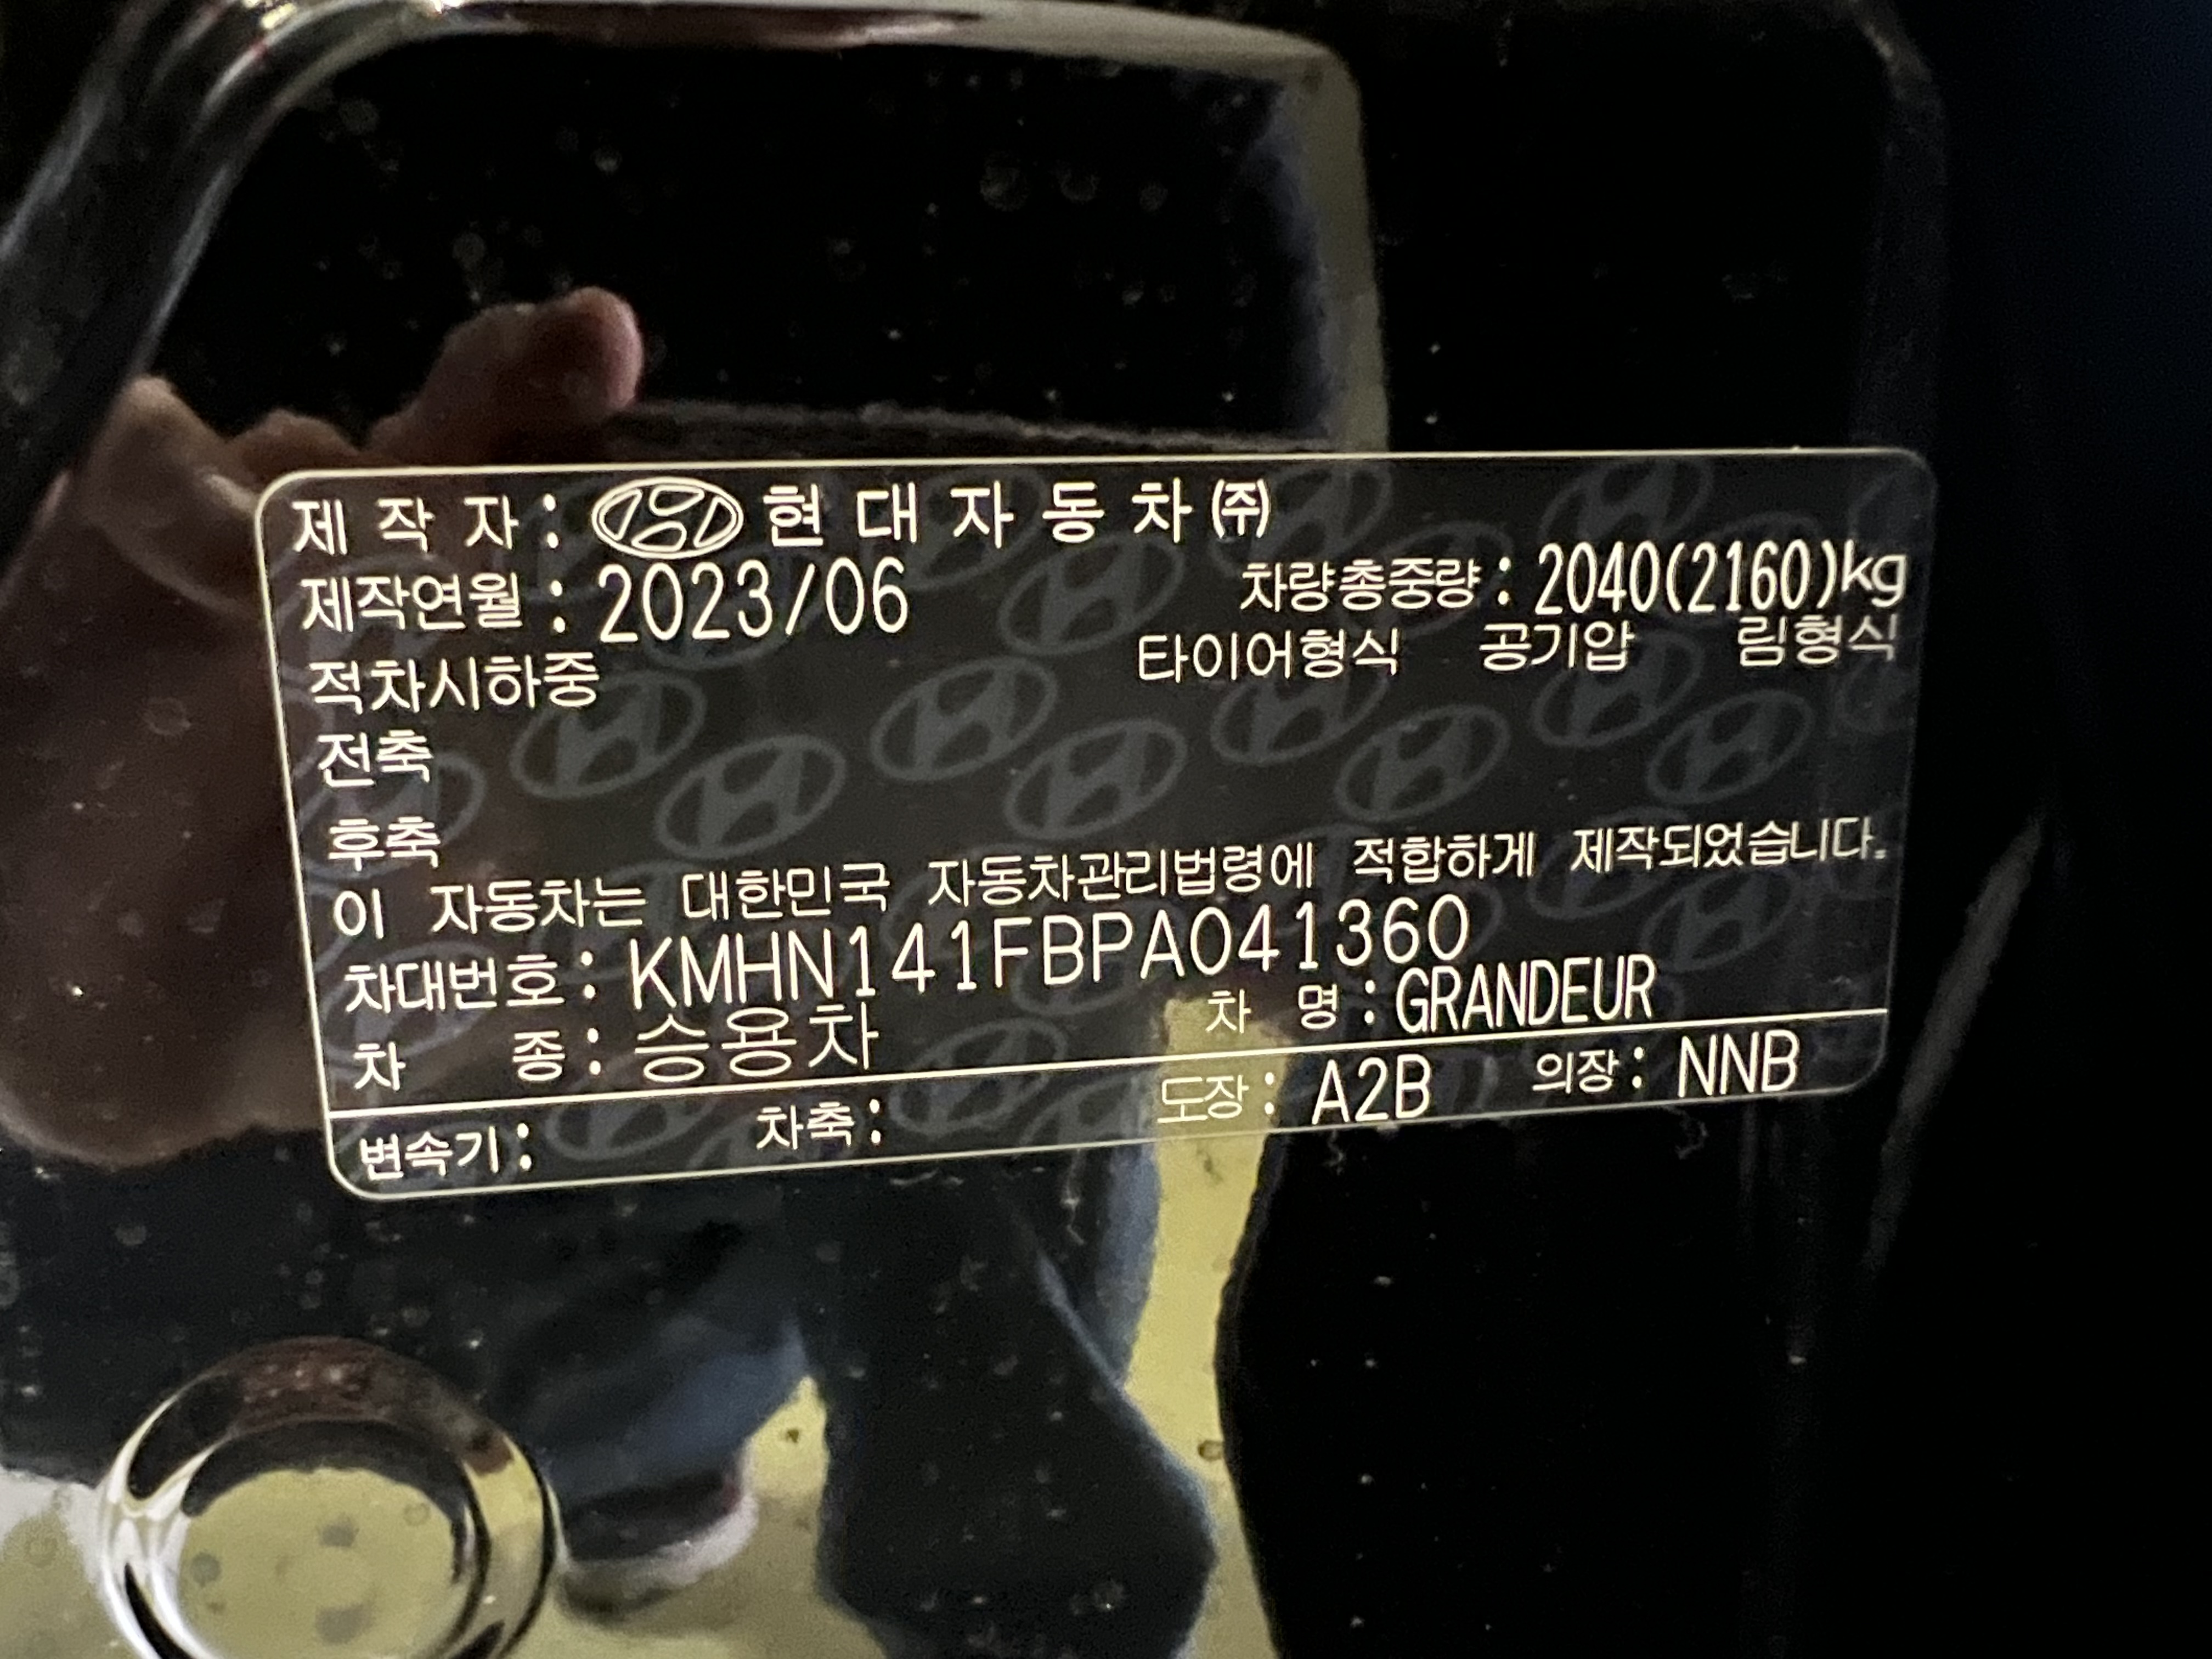 제 작 자 : 현 대 자 동 차 ㈜
제작연월 : 2023/06 차량총중량 : 2040(2160)kg
적차시하중 타이어형식 공기압 림형식
전축
후축
이 자동차는 대한민국 자동차관리법령에 적합하게 제작되었습니다.
차대번호 : KMHN141FBPA041360
차 종 : 승용차 차 명 : GRANDEUR
변속기 : 차축 : 도장 : A2B 의장 : NNB